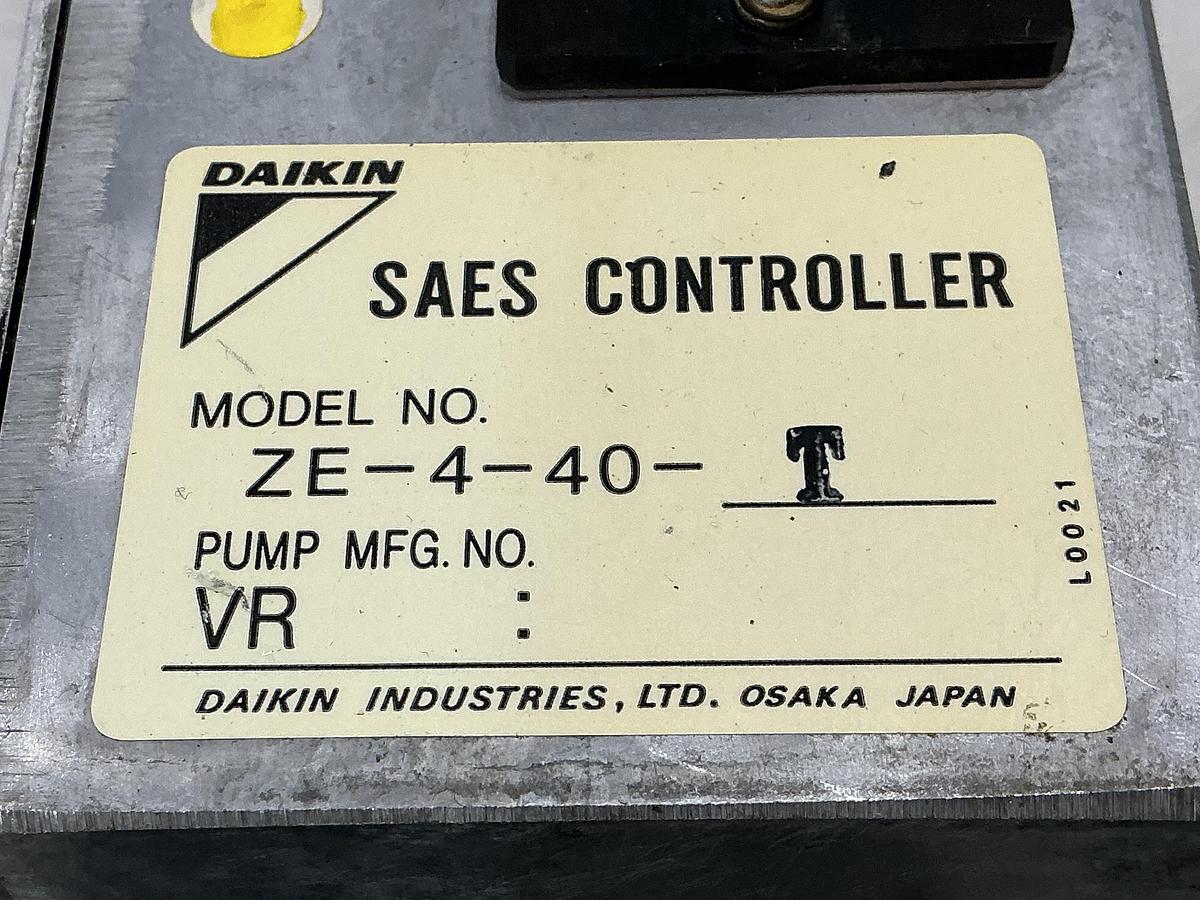 DAIKIN
SAES CONTROLLER
MODEL NO.
ZE-4-40- T
PUMP MFG. NO.
VR :
L0021
DAIKIN INDUSTRIES, LTD. OSAKA JAPAN